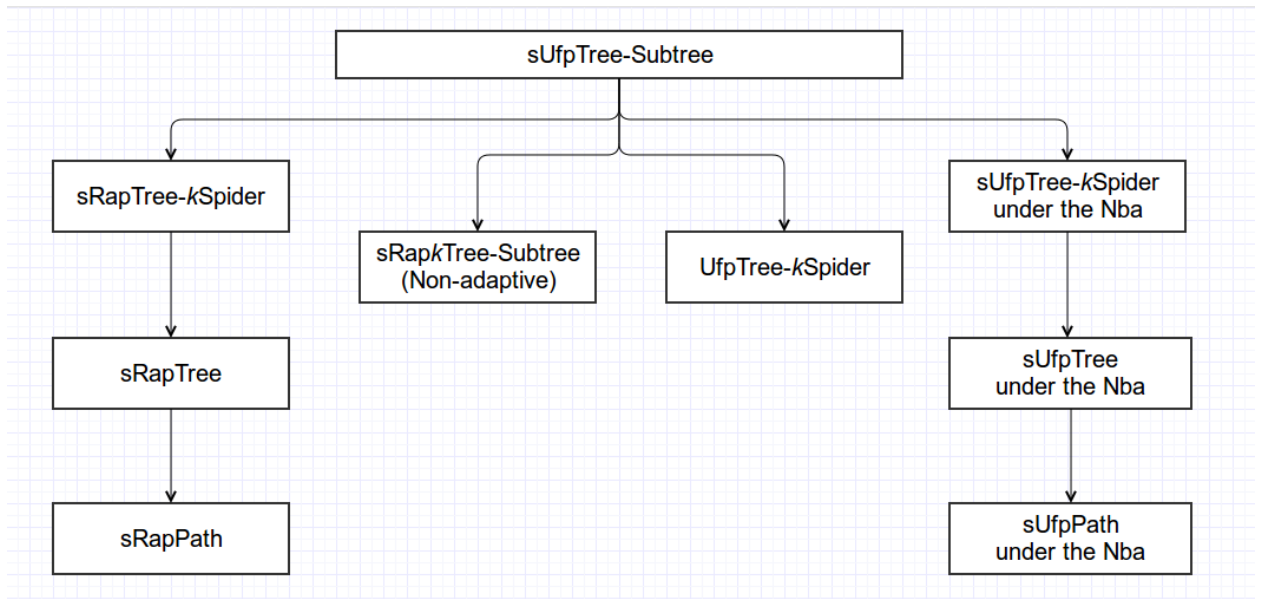 sUfpTree-Subtree
sRapTree-kSpider
sUfpTree-kSpider
under the Nba
sRapkTree-Subtree
(Non-adaptive)
UfpTree-kSpider
sRapTree
sUfpTree
under the Nba
sRapPath
sUfpPath
under the Nba